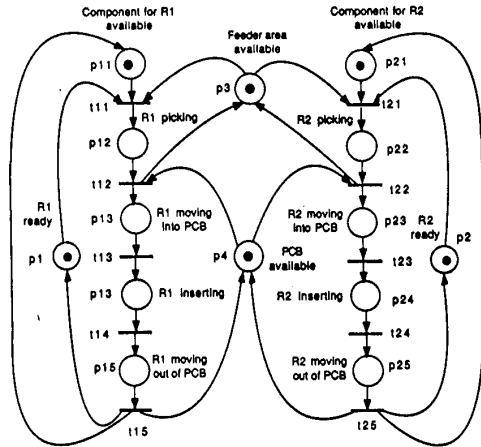 Component for R1
available
Feeder area
available
Component for R2
available
p11
p21
p3
t11
t21
R1 picking
R2 picking
p12
p22
t12
t22
R1
ready
p13
R1 moving
into PCB
R2 moving
into PCB
p23
R2
ready
p1
t13
p4
PCB
available
t23
p2
p13
R1 inserting
R2 inserting
p24
t14
t24
p15
R1 moving
out of PCB
R2 moving
out of PCB
p25
t15
t25